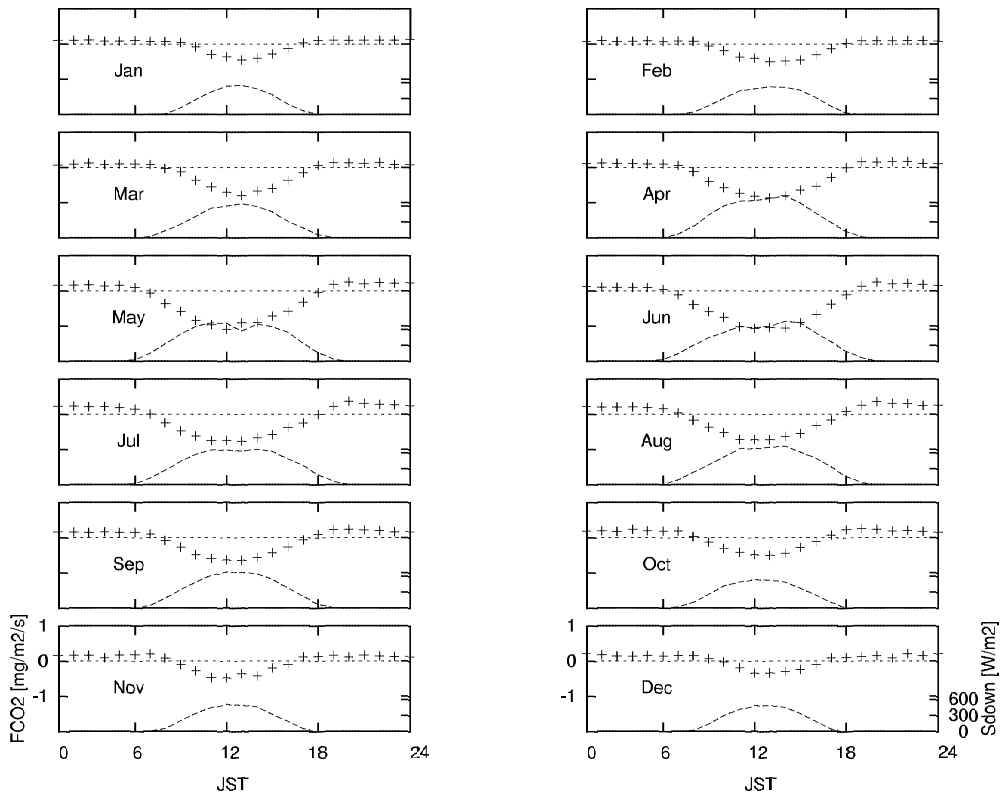 Jan
Feb
Mar
Apr
May
Jun
Jul
Aug
Sep
Oct
FCO2 [mg/m2/s]
1
0
-1
Nov
0
6
12
18
24
JST
1
0
-1
Dec
0
6
12
18
24
JST
600
300
0
Sdown [W/m2]